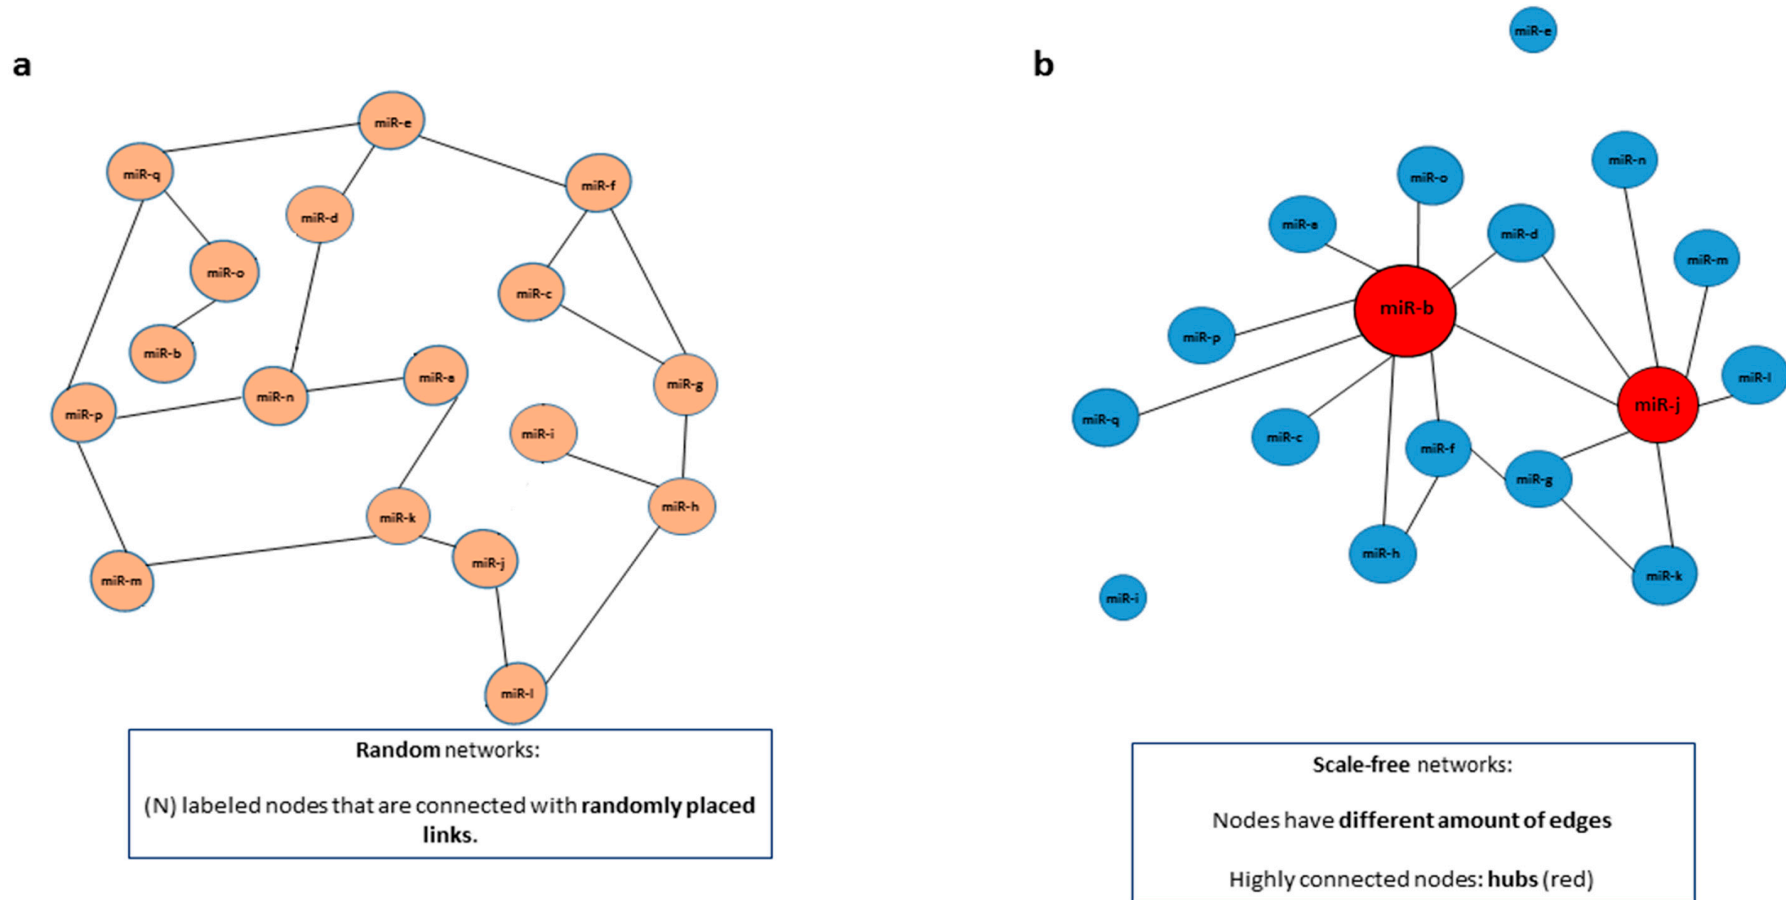 a
miR-e
miR-q
miR-f
miR-d
miR-o
miR-c
miR-b
miR-n
miR-a
miR-g
miR-p
miR-i
miR-k
miR-h
miR-j
miR-m
miR-l
Random networks:
(N) labeled nodes that are connected with randomly placed
links.
b
miR-e
miR-n
miR-o
miR-a
miR-d
miR-m
miR-b
miR-p
miR-l
miR-j
miR-q
miR-c
miR-f
miR-g
miR-h
miR-k
miR-i
Scale-free networks:
Nodes have different amount of edges
Highly connected nodes: hubs (red)